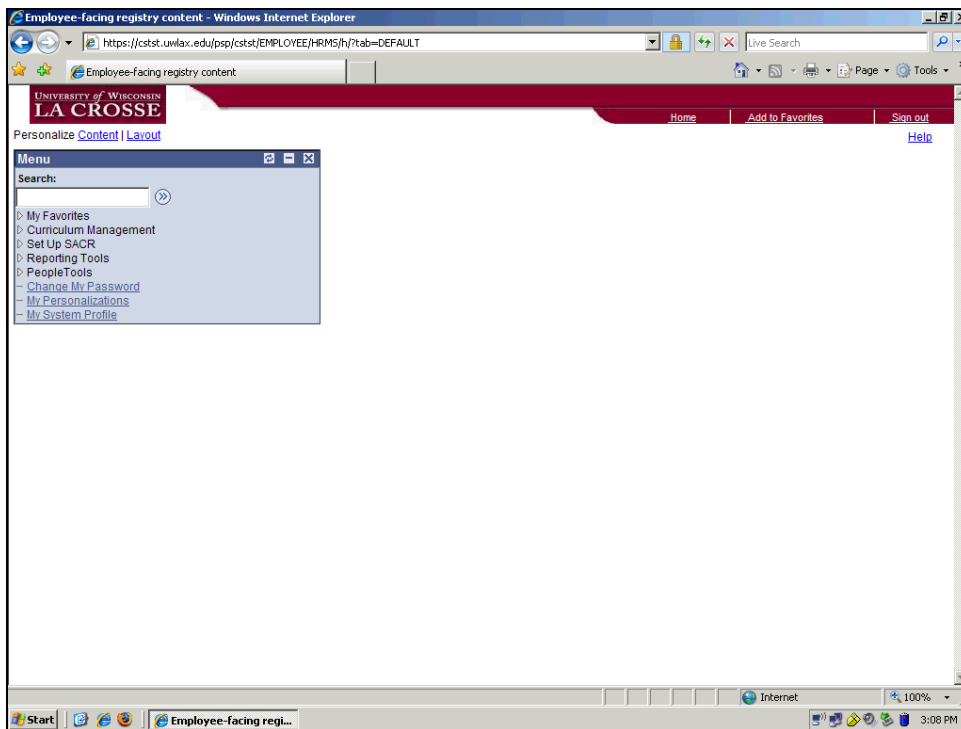 Employee-facing registry content - Windows Internet Explorer
https://cstst.uwlax.edu/psp/cstst/EMPLOYEE/HRMS/h/?tab=DEFAULT
Live Search
Employee-facing registry content
Page
Tools
UNIVERSITY of WISCONSIN
LA CROSSE
Home
Add to Favorites
Sign out
Personalize Content | Layout
Help
Menu
Search:
My Favorites
Curriculum Management
Set Up SACR
Reporting Tools
PeopleTools
Change My Password
My Personalizations
My System Profile
Internet
100%
Start
Employee-facing regi...
3:08 PM